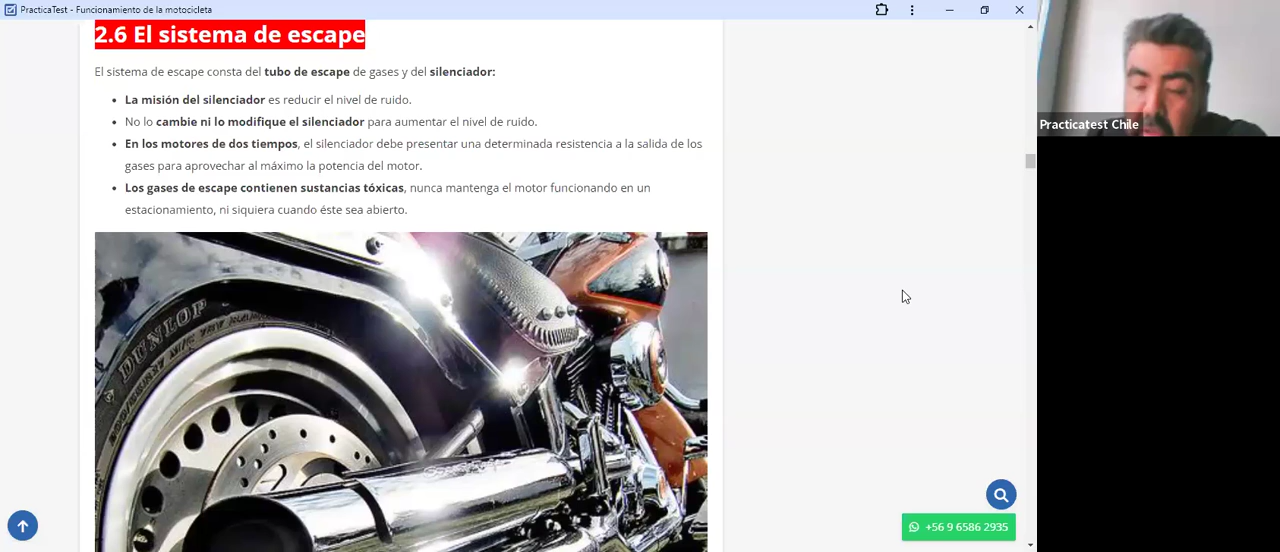 PracticaTest - Funcionamiento de la motocicleta
2.6 El sistema de escape
El sistema de escape consta del tubo de escape de gases y del silenciador:
• La misión del silenciador es reducir el nivel de ruido.
• No lo cambie ni lo modifique el silenciador para aumentar el nivel de ruido.
• En los motores de dos tiempos, el silenciador debe presentar una determinada resistencia a la salida de los
gases para aprovechar al máximo la potencia del motor.
• Los gases de escape contienen sustancias tóxicas, nunca mantenga el motor funcionando en un
estacionamiento, ni siquiera cuando éste sea abierto.
DUNLOP
Practicatest Chile
+56 9 6586 2935